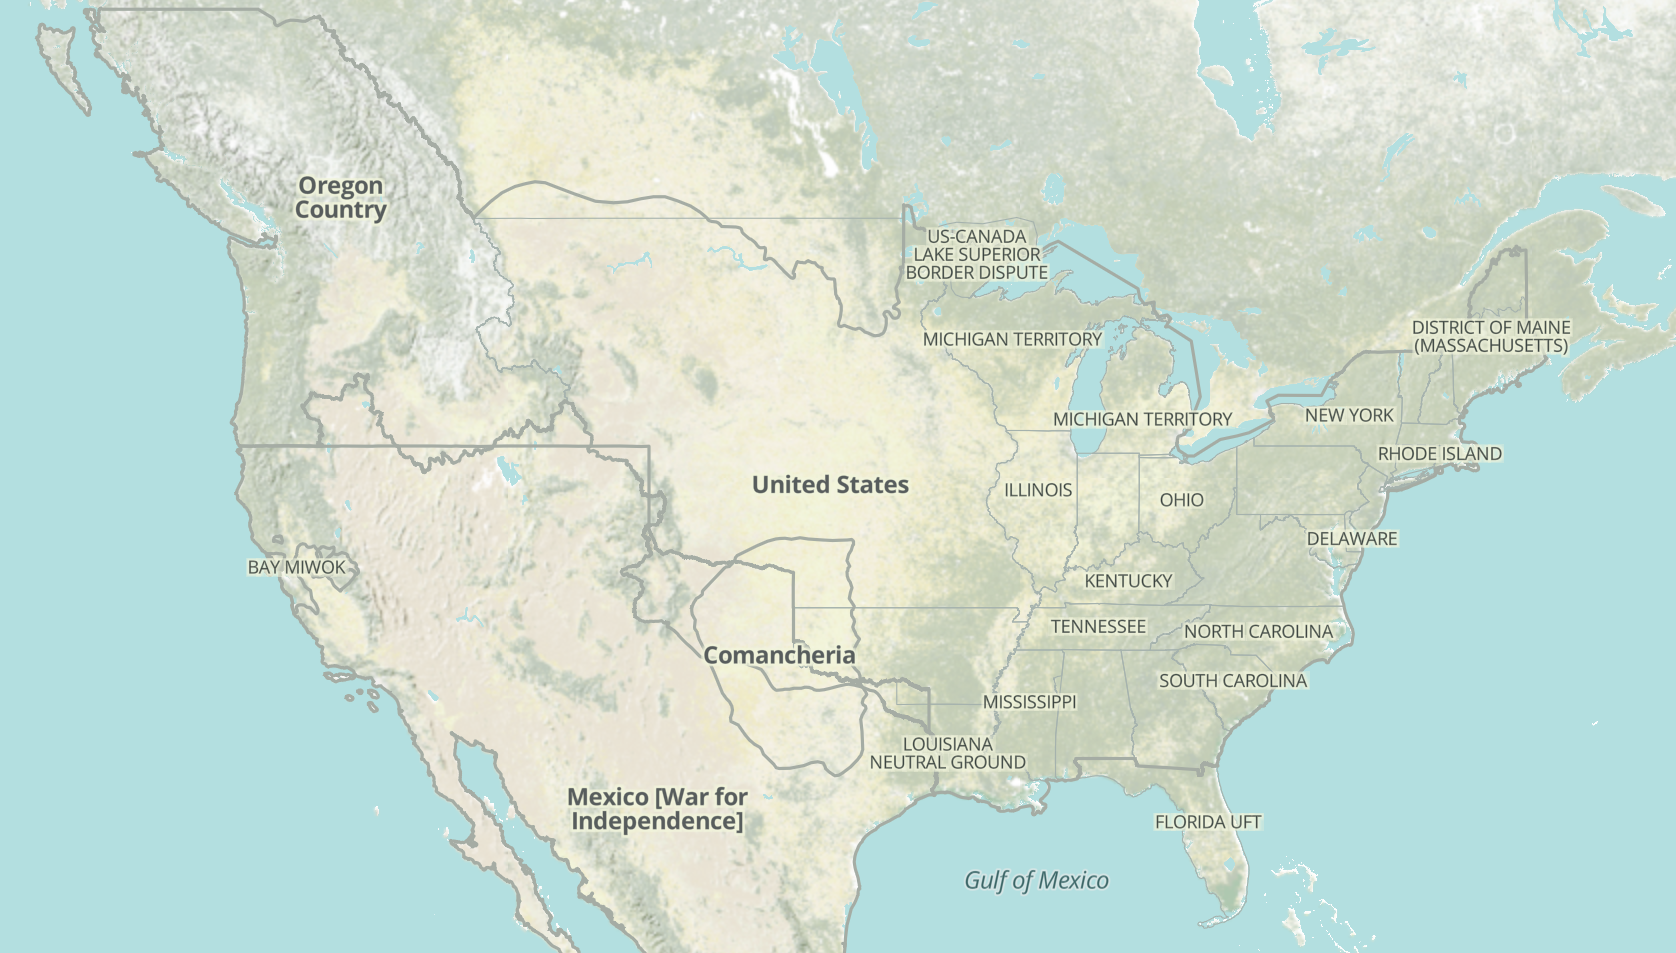 Oregon
Country
US-CANADA
LAKE SUPERIOR
BORDER DISPUTE
DISTRICT OF MAINE
(MASSACHUSETTS)
MICHIGAN TERRITORY
MICHIGAN TERRITORY
NEW YORK
RHODE ISLAND
United States
ILLINOIS
OHIO
DELAWARE
BAY MIWOK
KENTUCKY
TENNESSEE
NORTH CAROLINA
Comancheria
SOUTH CAROLINA
MISSISSIPPI
LOUISIANA
NEUTRAL GROUND
Mexico [War for
Independence]
FLORIDA UFT
Gulf of Mexico